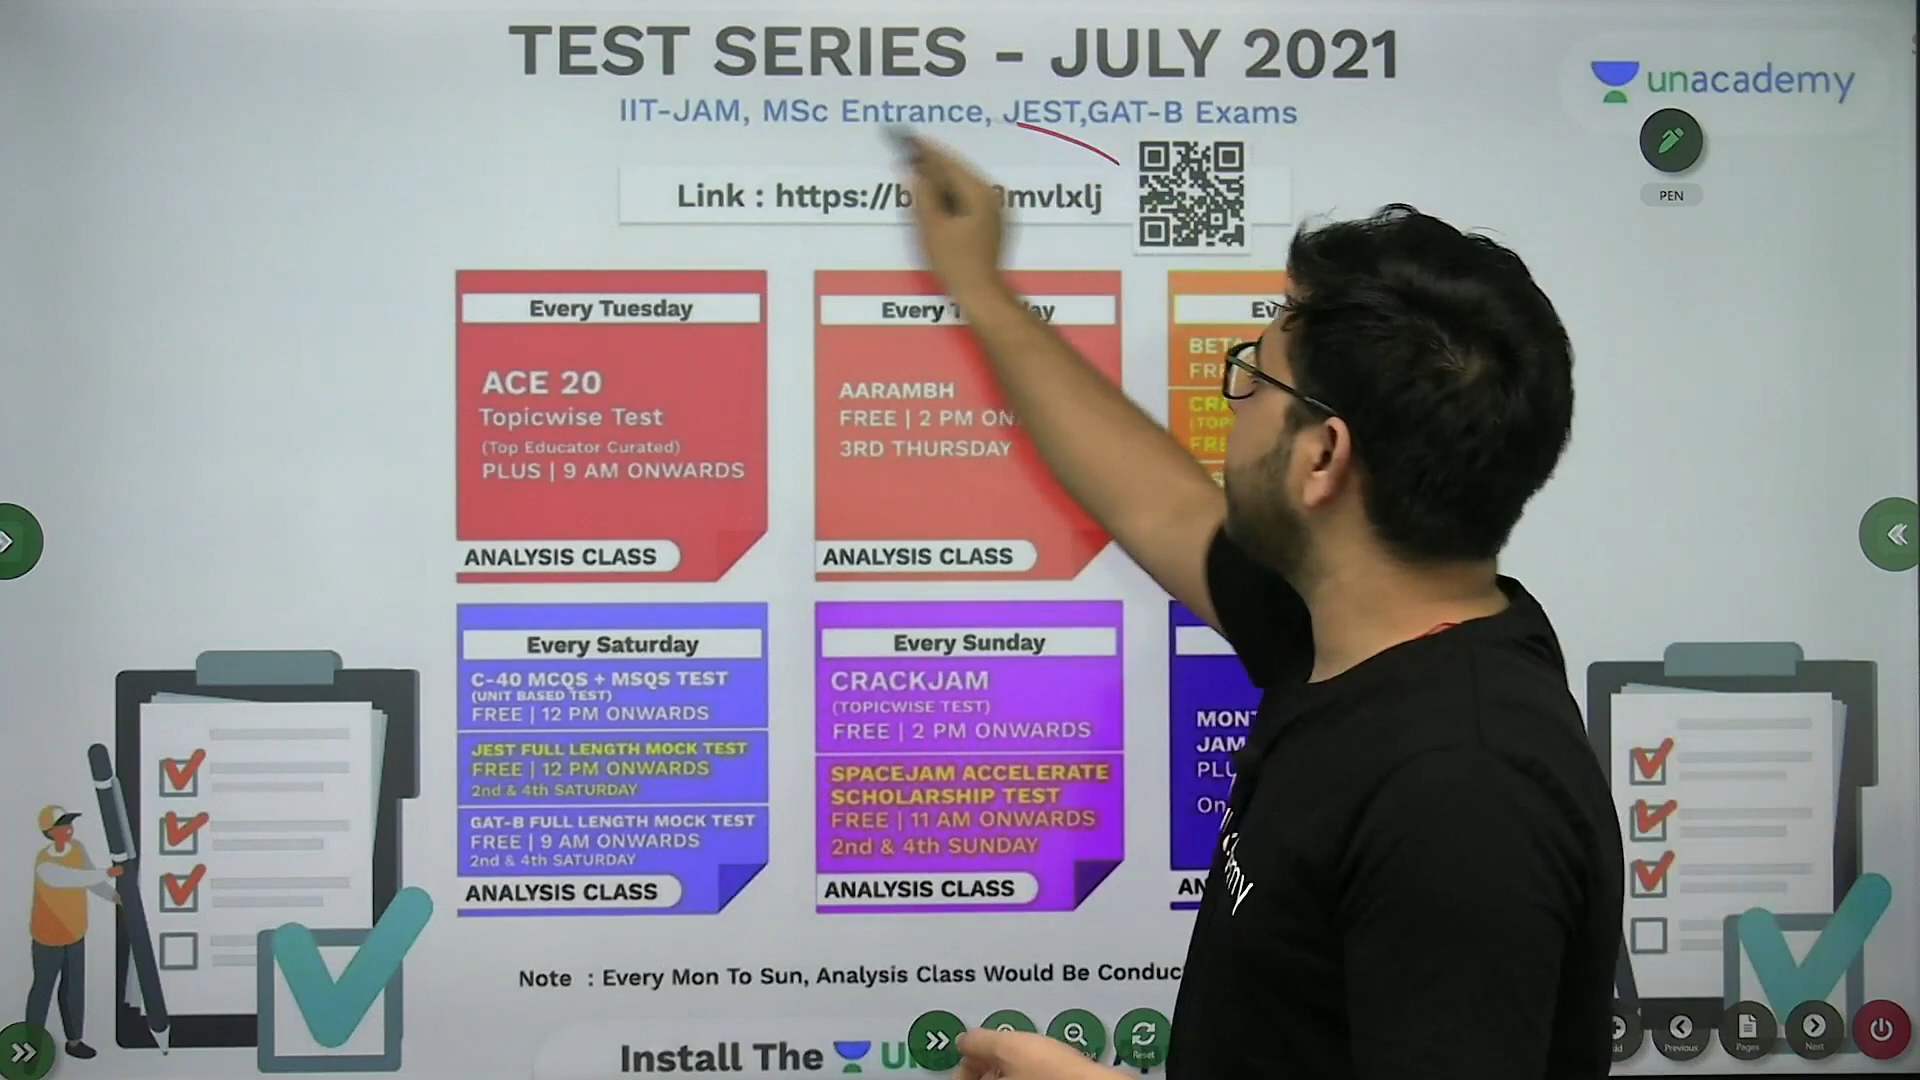 TEST SERIES - JULY 2021
IIT-JAM, MSc Entrance, JEST,GAT-B Exams
unacademy
PEN
Link : https://b mvlxlj
Every Tuesday
ACE 20
Topicwise Test
(Top Educator Curated)
PLUS | 9 AM ONWARDS
ANALYSIS CLASS
Every
AARAMBH
FREE | 2 PM ON
3RD THURSDAY
ANALYSIS CLASS
Every Saturday
C-40 MCQS + MSQS TEST
(UNIT BASED TEST)
FREE | 12 PM ONWARDS
JEST FULL LENGTH MOCK TEST
FREE | 12 PM ONWARDS
2nd & 4th SATURDAY
GAT-B FULL LENGTH MOCK TEST
FREE | 9 AM ONWARDS
2nd & 4th SATURDAY
ANALYSIS CLASS
Every Sunday
CRACKJAM
(TOPICWISE TEST)
FREE | 2 PM ONWARDS
SPACEJAM ACCELERATE
SCHOLARSHIP TEST
FREE | 11 AM ONWARDS
2nd & 4th SUNDAY
ANALYSIS CLASS
JAM
Note : Every Mon To Sun, Analysis Class Would Be Conduc
Install The
Reset
Previous
Pages
Next